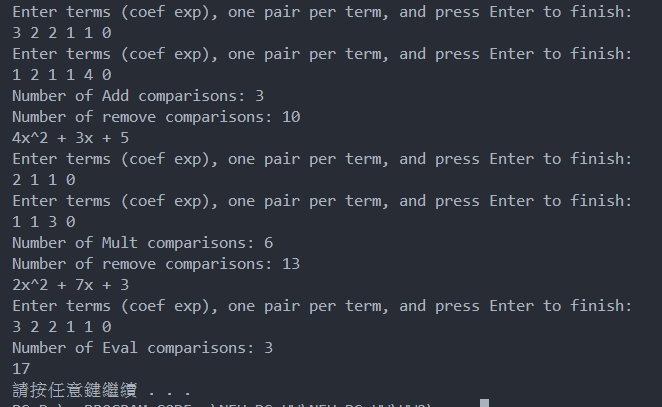 Enter terms (coef exp), one pair per term, and press Enter to finish:
3 2 2 1 1 0
Enter terms (coef exp), one pair per term, and press Enter to finish:
1 2 1 1 4 0
Number of Add comparisons: 3
Number of remove comparisons: 10
4x^2 + 3x + 5
Enter terms (coef exp), one pair per term, and press Enter to finish:
2 1 1 0
Enter terms (coef exp), one pair per term, and press Enter to finish:
1 1 3 0
Number of Mult comparisons: 6
Number of remove comparisons: 13
2x^2 + 7x + 3
Enter terms (coef exp), one pair per term, and press Enter to finish:
3 2 2 1 1 0
Number of Eval comparisons: 3
17
請按任意鍵繼續 . . .